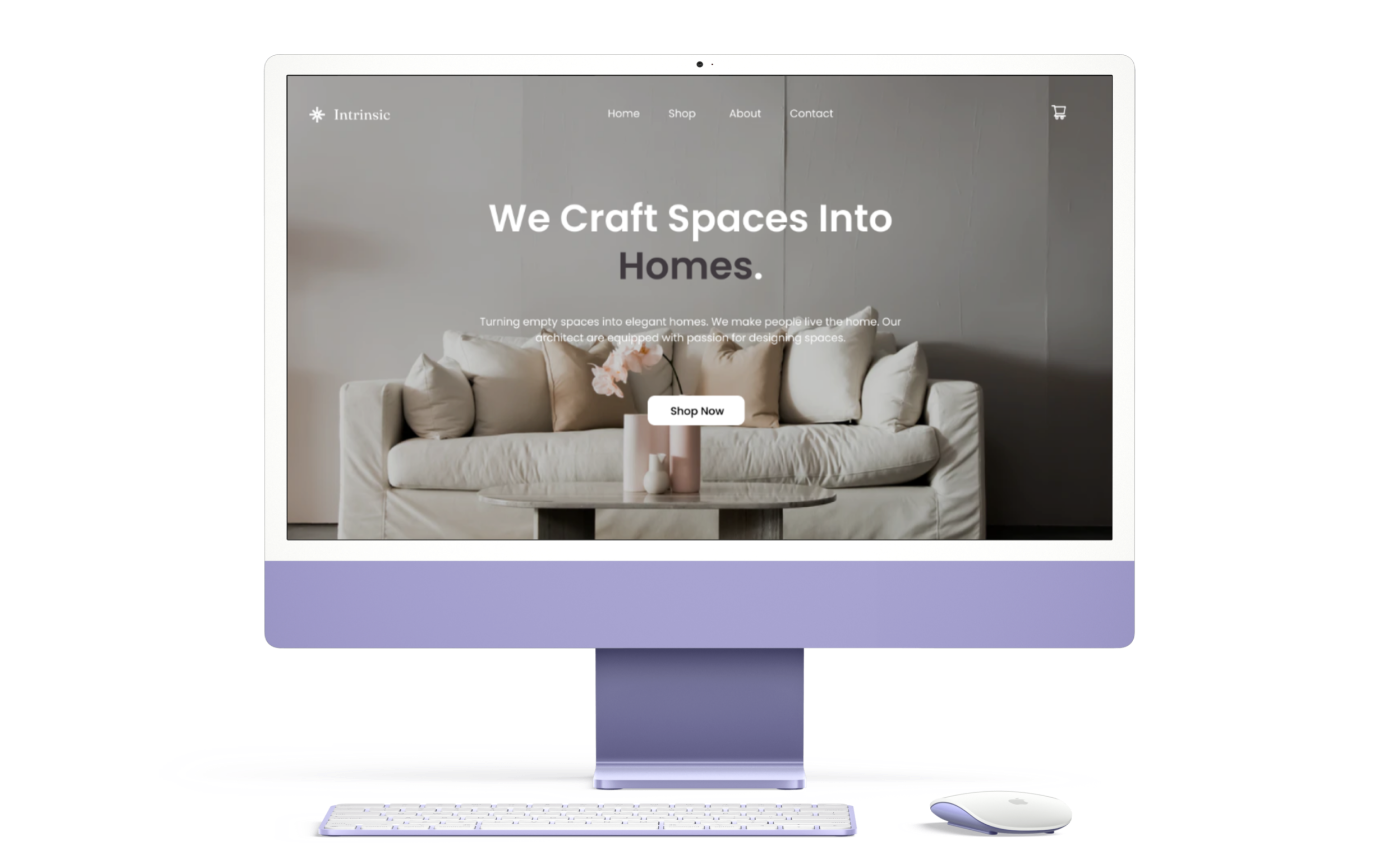 Intrinsic
Home Shop About Contact
We Craft Spaces Into
Homes.
Turning empty spaces into elegant homes. We make people live the home. Our
architect are equipped with passion for designing spaces.
Shop Now